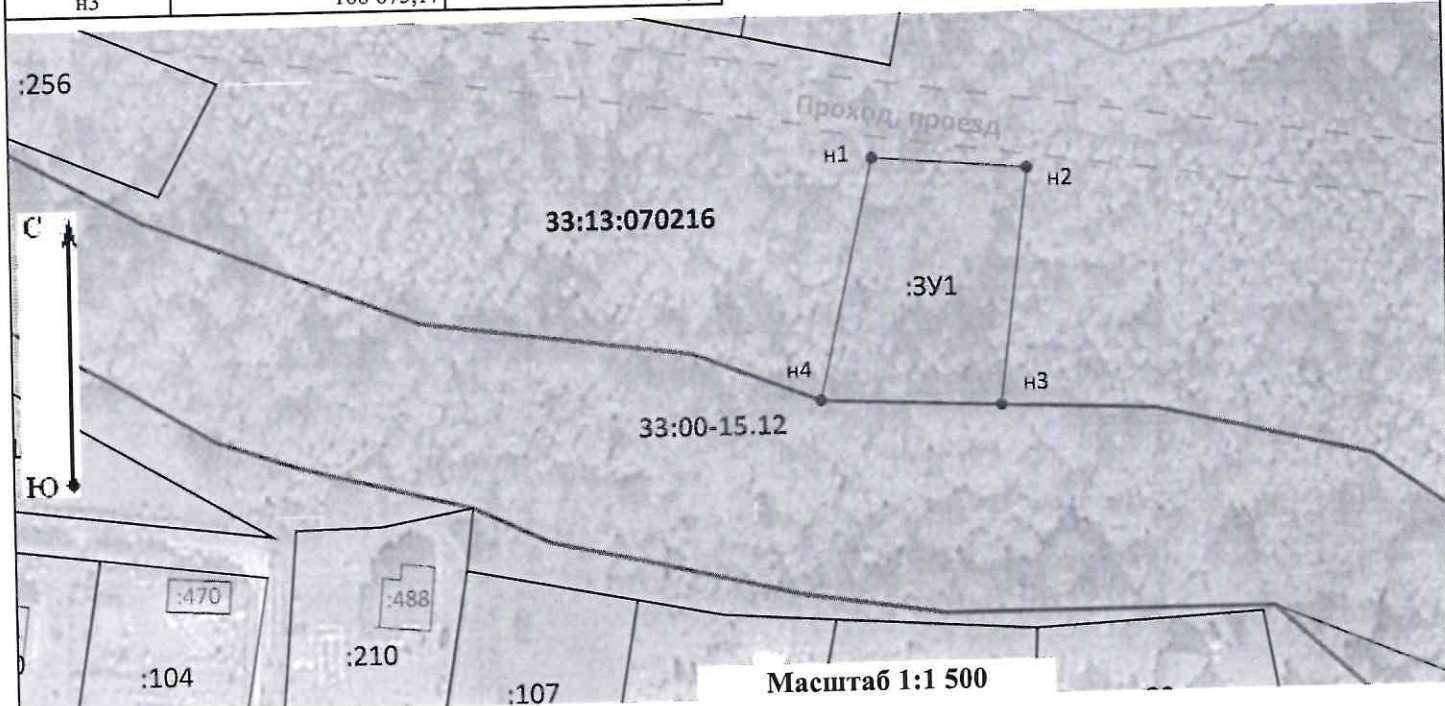 н3
:256
Проход, проезд
н1
н2
С
33:13:070216
:ЗУ1
н4
н3
33:00-15.12
Ю
:470
:488
:104
:210
:107
Масштаб 1:1 500